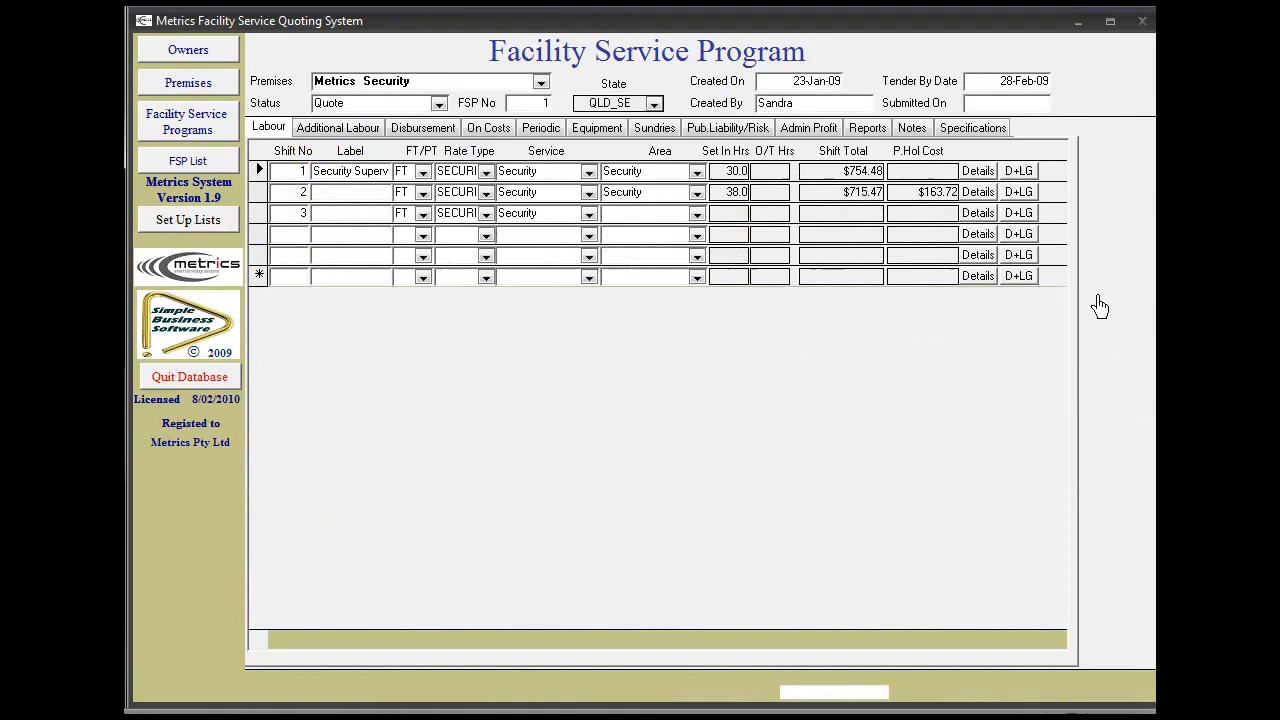 Metrics Facility Service Quoting System
Owners
Premises
Facility Service Programs
FSP List
Metrics System
Version 1.9
Set Up Lists
metrics
Simple
Business
Software
© 2009
Quit Database
Licensed 8/02/2010
Registered to
Metrics Pty Ltd
Facility Service Program
Premises Metrics Security State Created On 23-Jan-09 Tender By Date 28-Feb-09
Status Quote FSP No 1 QLD_SE Created By Sandra Submitted On
Labour Additional Labour Disbursement On Costs Periodic Equipment Sundries Pub.Liability/Risk Admin Profit Reports Notes Specifications
Shift No Label FT/PT Rate Type Service Area Set In Hrs O/T Hrs Shift Total P.Hol Cost
1 Security Superv FT SECURI Security Security 30.0 $754.48 Details D+LG
2 FT SECURI Security Security 38.0 $715.47 $163.72 Details D+LG
3 FT SECURI Security Details D+LG
Details D+LG
Details D+LG
* Details D+LG